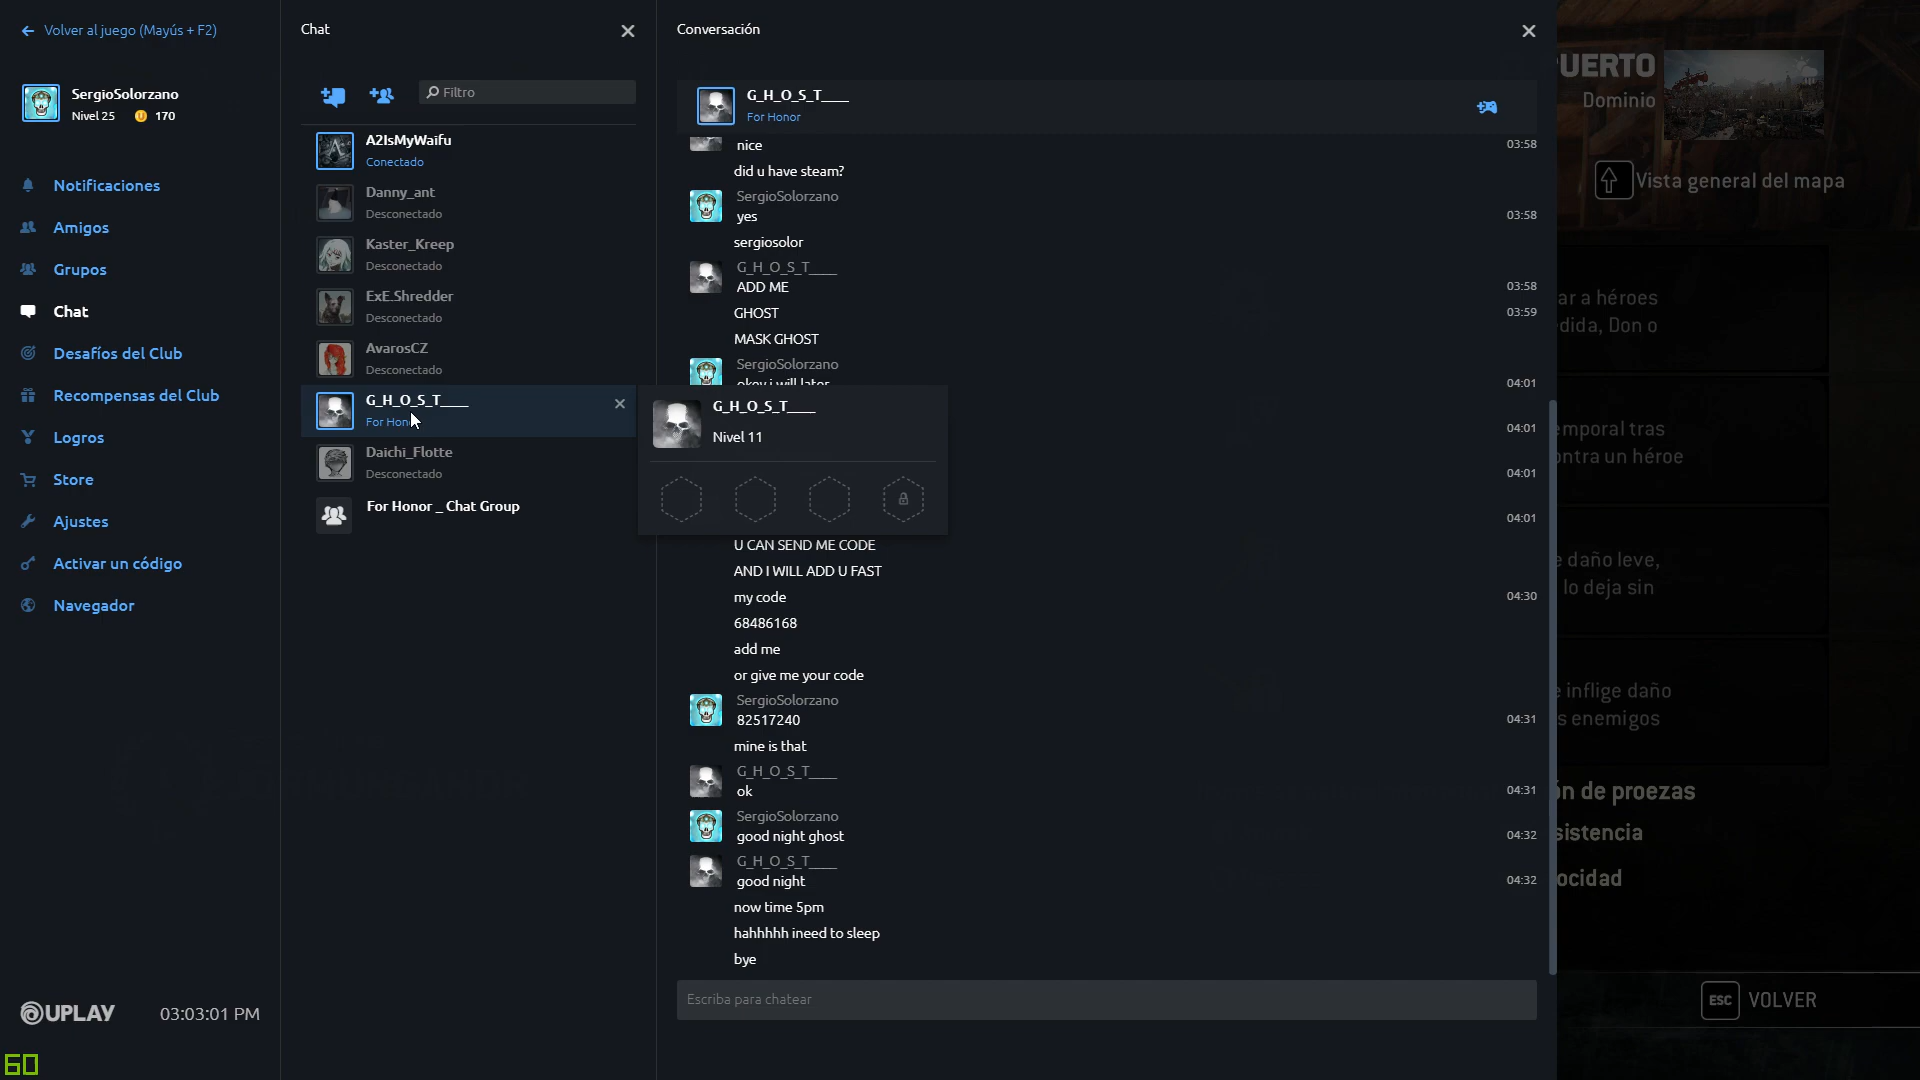 Volver al juego (Mayús + F2)
SergioSolorzano
Nivel 25 170
Notificaciones
Amigos
Grupos
Chat
Desafíos del Club
Recompensas del Club
Logros
Store
Ajustes
Activar un código
Navegador
UPLAY 03:03:01 PM
60
Chat
Filtro
A2IsMyWaifu
Conectado
Danny_ant
Desconectado
Kaster_Kreep
Desconectado
ExE.Shredder
Desconectado
AvarosCZ
Desconectado
G_H_O_S_T____
For Hon
Daichi_Flotte
Desconectado
For Honor _ Chat Group
Conversación
G_H_O_S_T____
For Honor
nice 03:58
did u have steam?
SergioSolorzano
yes 03:58
sergiosolor
G_H_O_S_T____
ADD ME 03:58
GHOST 03:59
MASK GHOST
SergioSolorzano
okey i will later 04:01
G_H_O_S_T____
Nivel 11
04:01
04:01
04:01
U CAN SEND ME CODE
AND I WILL ADD U FAST
my code 04:30
68486168
add me
or give me your code
SergioSolorzano
82517240 04:31
mine is that
G_H_O_S_T____
ok 04:31
SergioSolorzano
good night ghost 04:32
G_H_O_S_T____
good night 04:32
now time 5pm
hahhhhh ineed to sleep
bye
Escriba para chatear
PUERTO
Dominio
Vista general del mapa
ar a héroes
dida, Don o
emporal tras
ntra un héroe
e daño leve,
lo deja sin
e inflige daño
s enemigos
ón de proezas
sistencia
ocidad
ESC VOLVER